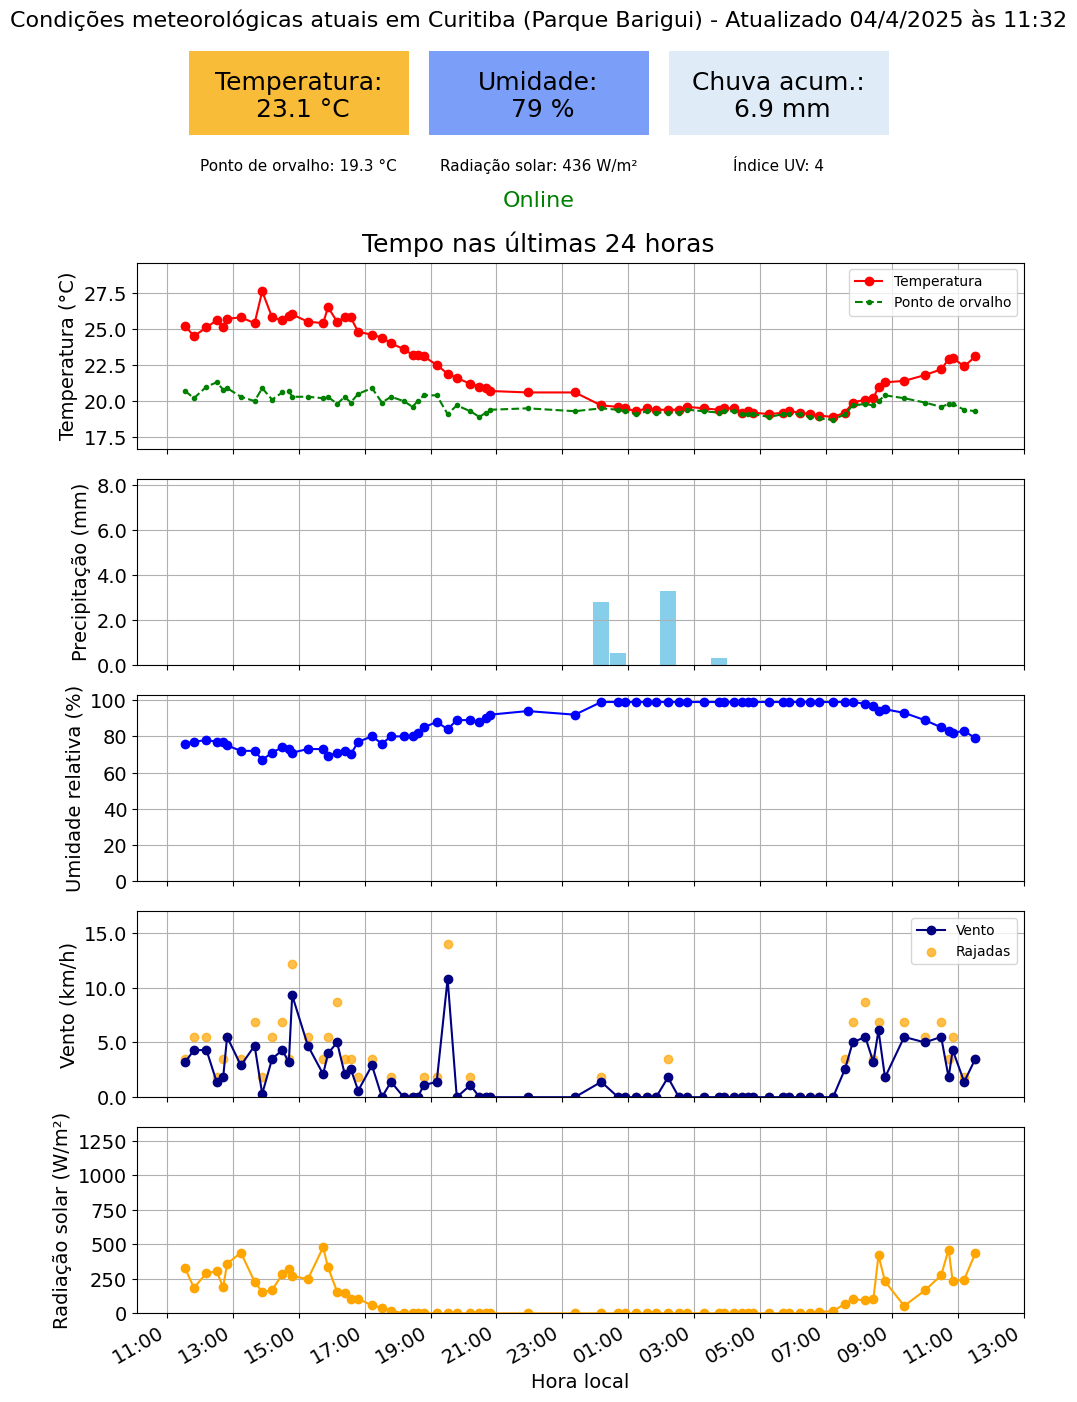 Condições meteorológicas atuais em Curitiba (Parque Barigui) - Atualizado 04/4/2025 às 11:32
Temperatura:
23.1 °C
Umidade:
79 %
Chuva acum.:
6.9 mm
Ponto de orvalho: 19.3 °C
Radiação solar: 436 W/m²
Índice UV: 4
Online
Tempo nas últimas 24 horas
Temperatura (°C)
27.5
25.0
22.5
20.0
17.5
Temperatura
Ponto de orvalho
Precipitação (mm)
8.0
6.0
4.0
2.0
0.0
Umidade relativa (%)
100
80
60
40
20
0
Vento (km/h)
15.0
10.0
5.0
0.0
Vento
Rajadas
Radiação solar (W/m²)
1250
1000
750
500
250
0
11:00
13:00
15:00
17:00
19:00
21:00
23:00
01:00
03:00
05:00
07:00
09:00
11:00
13:00
Hora local